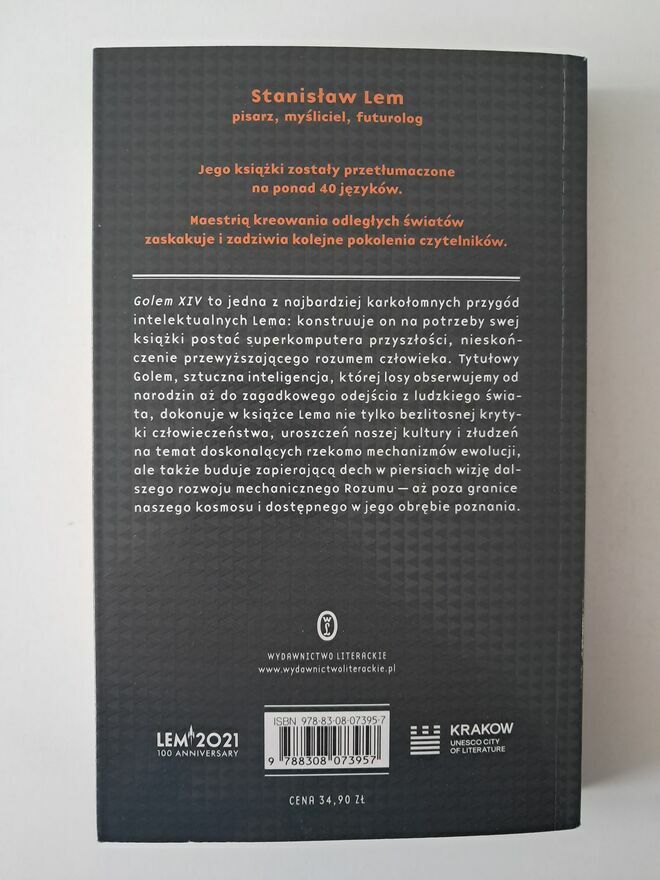 Stanisław Lem
pisarz, myśliciel, futurolog
Jego książki zostały przetłumaczone
na ponad 40 języków.
Maestrią kreowania odległych światów
zaskakuje i zadziwia kolejne pokolenia czytelników.
Golem XIV to jedna z najbardziej karkołomnych przygód
intelektualnych Lema: konstruuje on na potrzeby swej
książki postać superkomputera przyszłości, nieskoń-
czenie przewyższającego rozumem człowieka. Tytułowy
Golem, sztuczna inteligencja, której losy obserwujemy od
narodzin aż do zagadkowego odejścia z ludzkiego świa-
ta, dokonuje w książce Lema nie tylko bezlitosnej kryty-
ki człowieczeństwa, uroszczeń naszej kultury i złudzeń
na temat doskonalących rzekomo mechanizmów ewolucji,
ale także buduje zapierającą dech w piersiach wizję dal-
szego rozwoju mechanicznego Rozumu — aż poza granice
naszego kosmosu i dostępnego w jego obrębie poznania.
WYDAWNICTWO LITERACKIE
www.wydawnictwoliterackie.pl
LEM 2021
100 ANNIVERSARY
ISBN 978-83-08-07395-7
9 788308 073957
KRAKOW
UNESCO CITY
OF LITERATURE
CENA 34,90 ZŁ